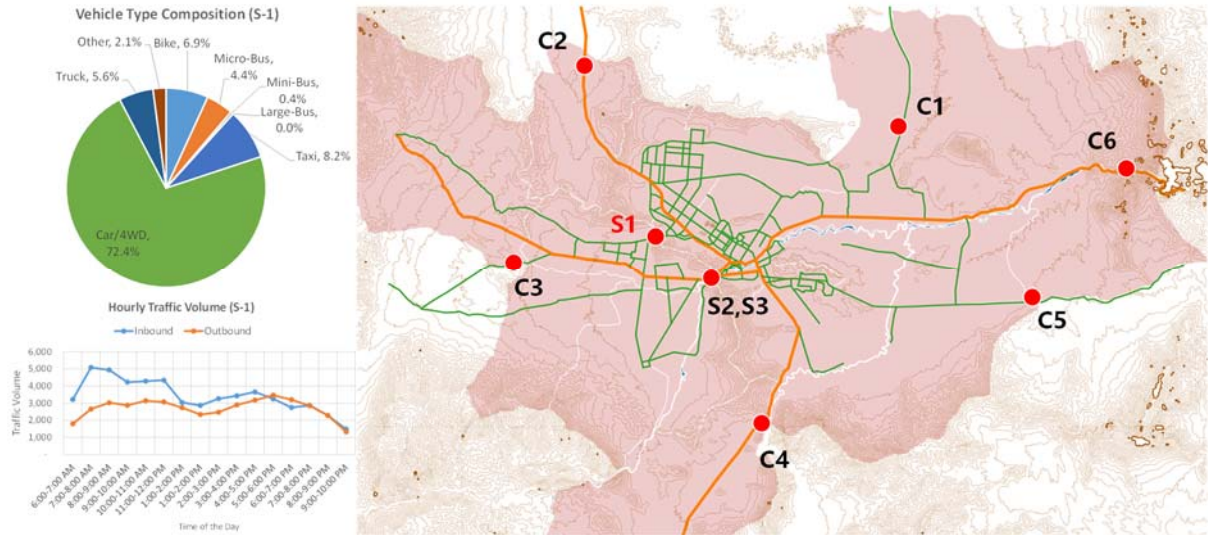 Vehicle Type Composition (S-1)
Other, 2.1%
Bike, 6.9%
Micro-Bus,
4.4%
Truck, 5.6%
Mini-Bus,
0.4%
Large-Bus,
0.0%
Taxi, 8.2%
Car/4WD,
72.4%
Hourly Traffic Volume (S-1)
Inbound
Outbound
Traffic Volume
6,000
5,000
4,000
3,000
2,000
1,000
-
6:00-7:00 AM
7:00-8:00 AM
8:00-9:00 AM
9:00-10:00 AM
10:00-11:00 AM
11:00-12:00 PM
1:00-2:00 PM
1:00-2:00 PM
2:00-3:00 PM
3:00-4:00 PM
4:00-5:00 PM
5:00-6:00 PM
6:00-7:00 PM
7:00-8:00 PM
8:00-9:00 PM
9:00-10:00 PM
Time of the Day
C2
C1
C6
S1
C3
S2,S3
C5
C4